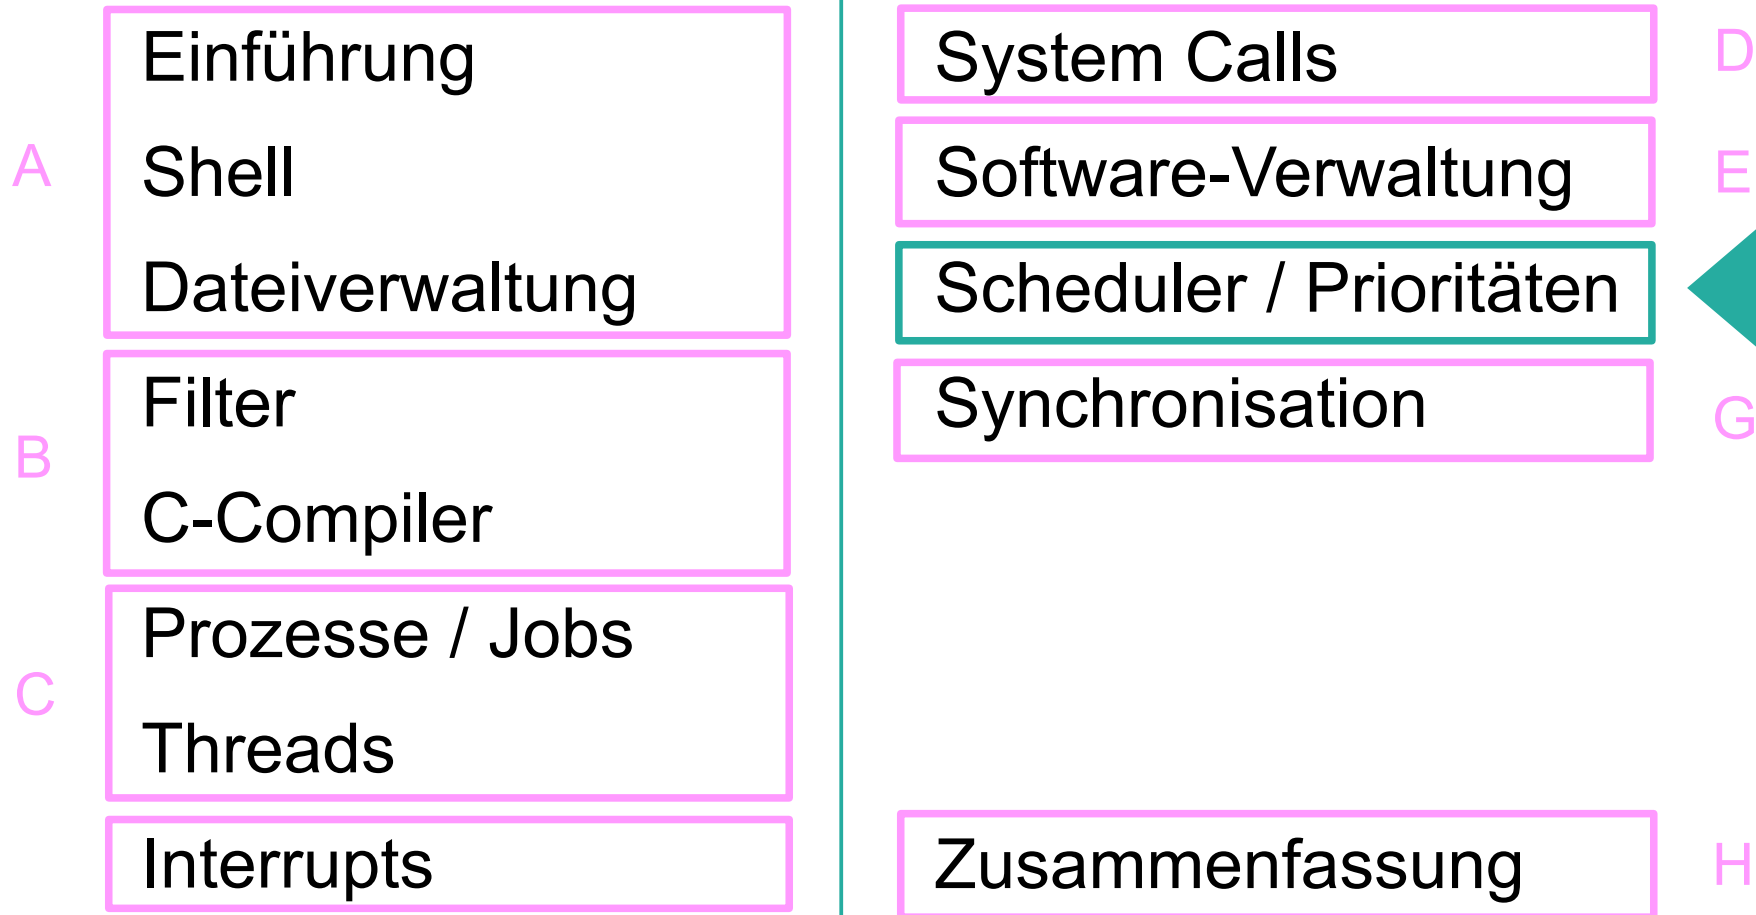 Einführung
A
Shell
Dateiverwaltung
Filter
B
C-Compiler
Prozesse / Jobs
C
Threads
Interrupts
System Calls
D
Software-Verwaltung
E
Scheduler / Prioritäten
Synchronisation
G
Zusammenfassung
H